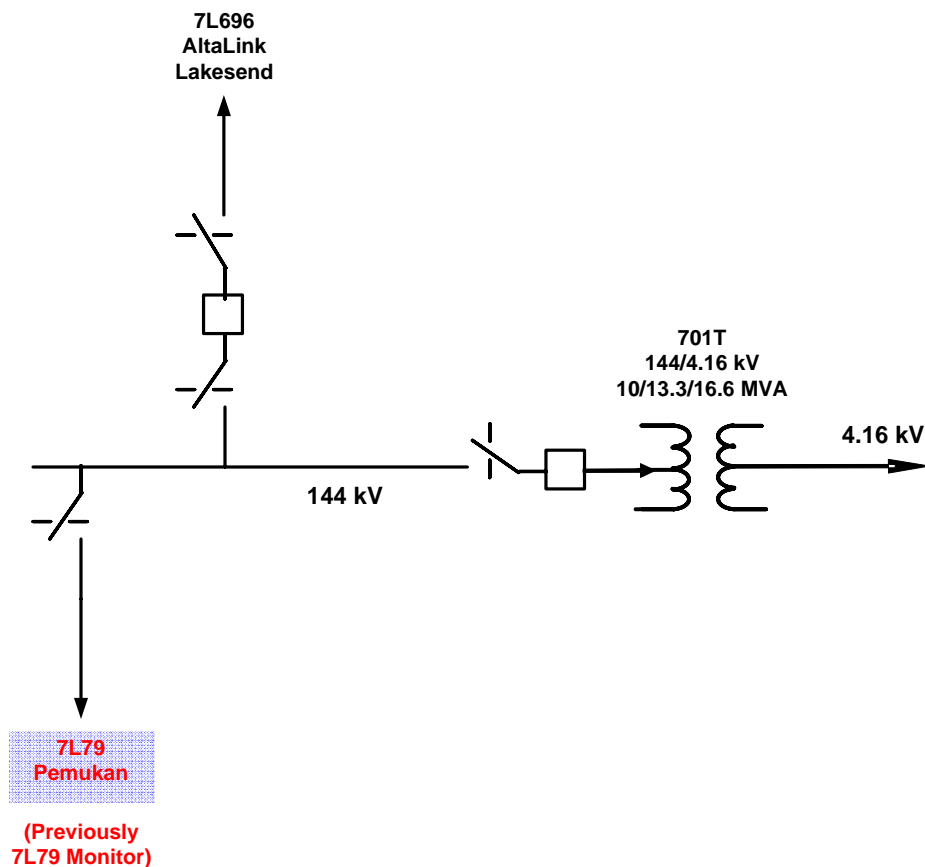 7L696
AltaLink
Lakesend
701T
144/4.16 kV
10/13.3/16.6 MVA
4.16 kV
144 kV
7L79
Pemukan
(Previously
7L79 Monitor)